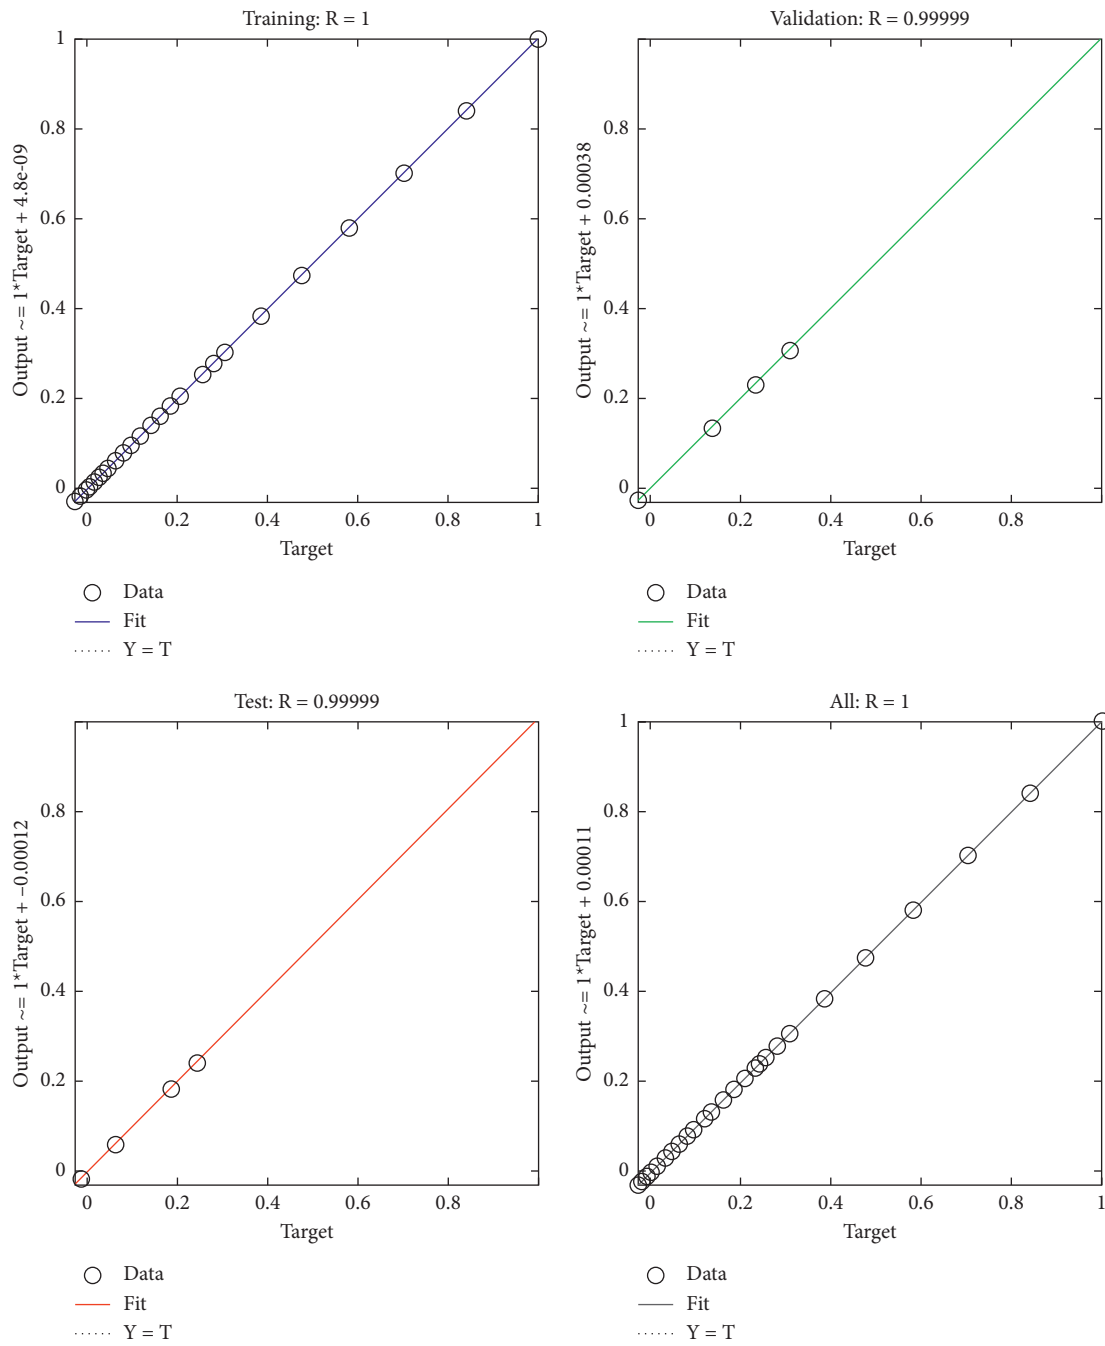 Training: R = 1
Output ~= 1*Target + 4.8e-09
1
0.8
0.6
0.4
0.2
0
0 0.2 0.4 0.6 0.8 1
Target
Data
Fit
Y = T
Validation: R = 0.99999
Output ~= 1*Target + 0.00038
0.8
0.6
0.4
0.2
0
0 0.2 0.4 0.6 0.8
Target
Data
Fit
Y = T
Test: R = 0.99999
Output ~= 1*Target + −0.00012
0.8
0.6
0.4
0.2
0
0 0.2 0.4 0.6 0.8
Target
Data
Fit
Y = T
All: R = 1
Output ~= 1*Target + 0.00011
1
0.8
0.6
0.4
0.2
0
0 0.2 0.4 0.6 0.8 1
Target
Data
Fit
Y = T